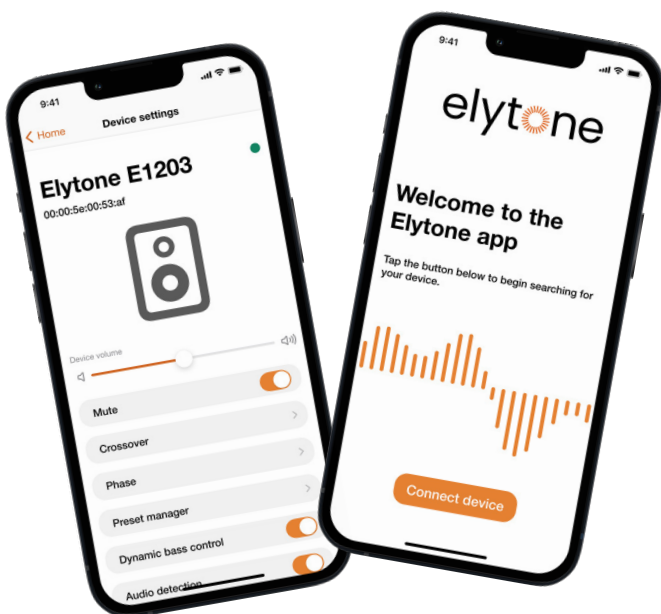 9:41
Home
Device settings
Elytone E1203
00:00:5e:00:53:af
Device volume
Mute
Crossover
Phase
Preset manager
Dynamic bass control
Audio detection
9:41
elytone
Welcome to the
Elytone app
Tap the button below to begin searching for
your device.
Connect device